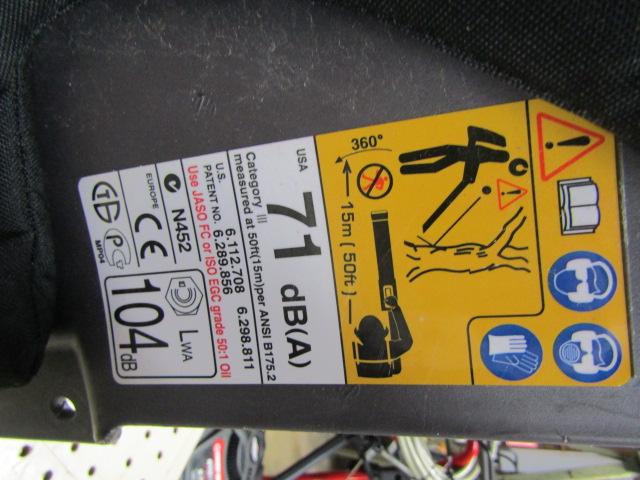 360°
15m ( 50ft )
USA
71 dB(A)
Category III
measured at 50ft(15m)per ANSI B175.2
U.S.
PATENT NO.
6.112.708
6.289.856
6.298.811
Use JASO FC or ISO EGC grade 50:1 Oil
N452
EUROPE
CE
MP04
LWA
104dB